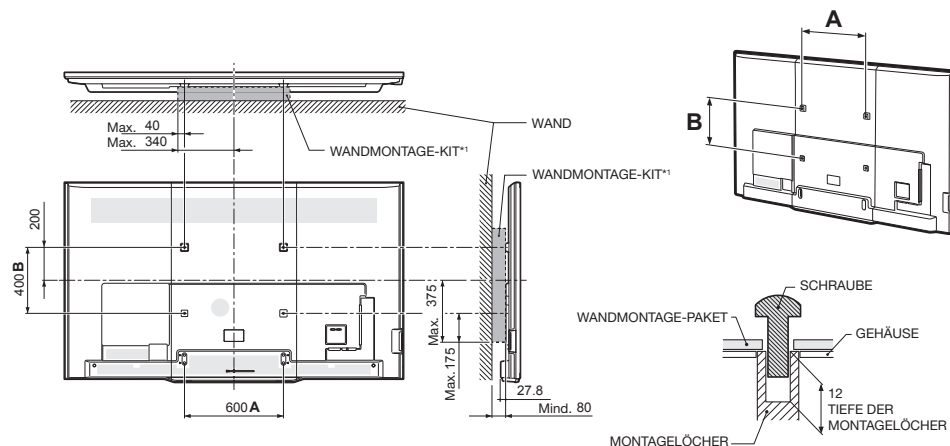 Max. 40
Max. 340
WAND
WANDMONTAGE-KIT*1
WANDMONTAGE-KIT*1
200
400 B
Max. 375
Max. 175
600 A
27.8
Mind. 80
A
B
SCHRAUBE
WANDMONTAGE-PAKET
GEHÄUSE
12
TIEFE DER
MONTAGELÖCHER
MONTAGELÖCHER